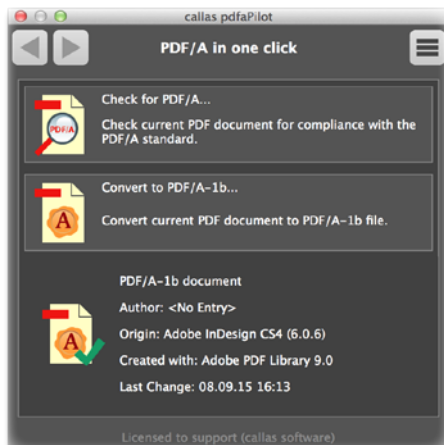 callas pdfaPilot
PDF/A in one click
Check for PDF/A...
PDF/A
Check current PDF document for compliance with the
PDF/A standard.
Convert to PDF/A-1b...
A
Convert current PDF document to PDF/A-1b file.
PDF/A-1b document
Author: <No Entry>
A
Origin: Adobe InDesign CS4 (6.0.6)
Created with: Adobe PDF Library 9.0
Last Change: 08.09.15 16:13
Licensed to support (callas software)